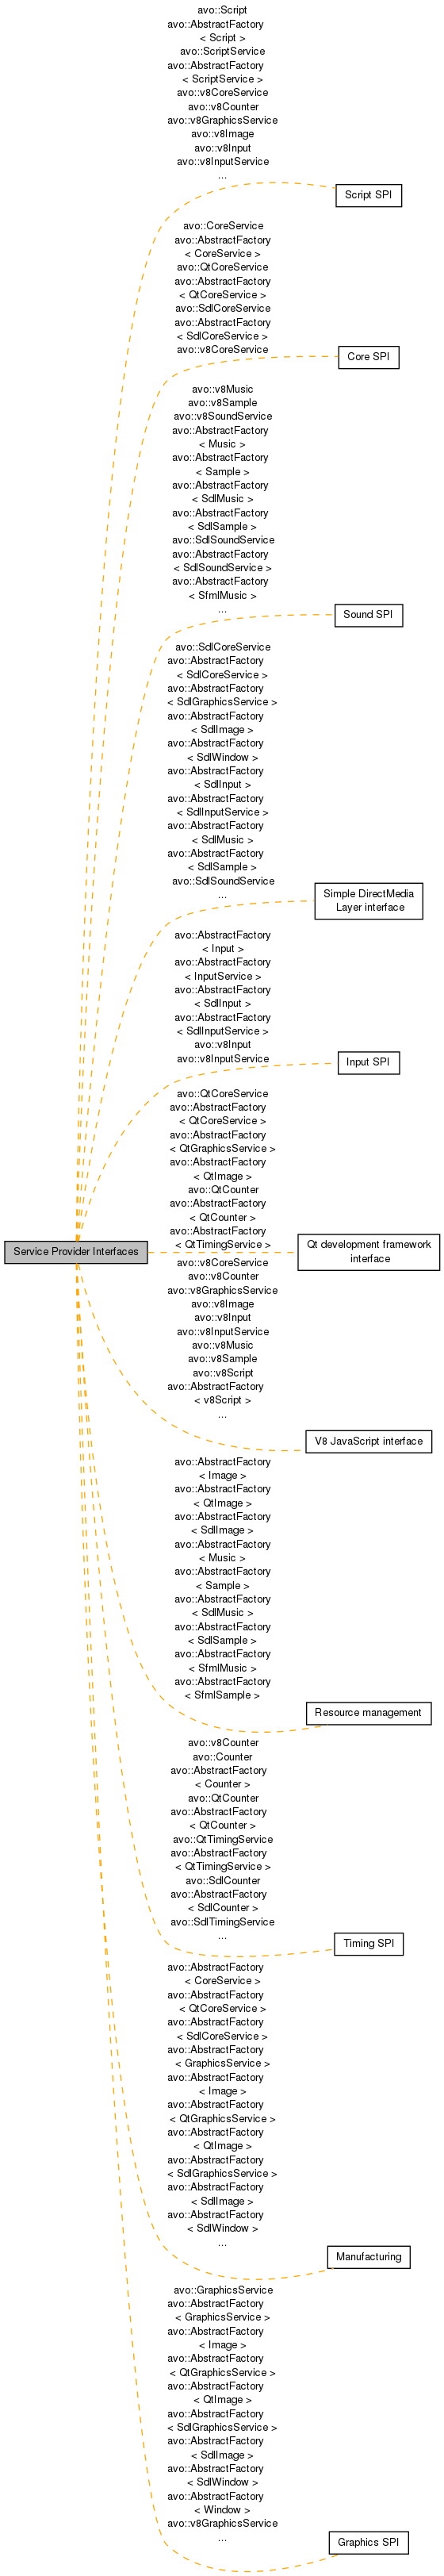 avo::Script
avo::AbstractFactory
< Script >
avo::ScriptService
avo::AbstractFactory
< ScriptService >
avo::v8CoreService
avo::v8Counter
avo::v8GraphicsService
avo::v8Image
avo::v8Input
avo::v8InputService
...
Script SPI
avo::CoreService
avo::AbstractFactory
< CoreService >
avo::QtCoreService
avo::AbstractFactory
< QtCoreService >
avo::SdlCoreService
avo::AbstractFactory
< SdlCoreService >
avo::v8CoreService
Core SPI
avo::v8Music
avo::v8Sample
avo::v8SoundService
avo::AbstractFactory
< Music >
avo::AbstractFactory
< Sample >
avo::AbstractFactory
< SdlMusic >
avo::AbstractFactory
< SdlSample >
avo::SdlSoundService
avo::AbstractFactory
< SdlSoundService >
avo::AbstractFactory
< SfmlMusic >
...
Sound SPI
avo::SdlCoreService
avo::AbstractFactory
< SdlCoreService >
avo::AbstractFactory
< SdlGraphicsService >
avo::AbstractFactory
< SdlImage >
avo::AbstractFactory
< SdlWindow >
avo::AbstractFactory
< SdlInput >
avo::AbstractFactory
< SdlInputService >
avo::AbstractFactory
< SdlMusic >
avo::AbstractFactory
< SdlSample >
avo::SdlSoundService
...
Simple DirectMedia
Layer interface
avo::AbstractFactory
< Input >
avo::AbstractFactory
< InputService >
avo::AbstractFactory
< SdlInput >
avo::AbstractFactory
< SdlInputService >
avo::v8Input
avo::v8InputService
Input SPI
avo::QtCoreService
avo::AbstractFactory
< QtCoreService >
avo::AbstractFactory
< QtGraphicsService >
avo::AbstractFactory
< QtImage >
avo::QtCounter
avo::AbstractFactory
< QtCounter >
avo::AbstractFactory
< QtTimingService >
Service Provider Interfaces
Qt development framework
interface
avo::v8CoreService
avo::v8Counter
avo::v8GraphicsService
avo::v8Image
avo::v8Input
avo::v8InputService
avo::v8Music
avo::v8Sample
avo::v8Script
avo::AbstractFactory
< v8Script >
...
V8 JavaScript interface
avo::AbstractFactory
< Image >
avo::AbstractFactory
< QtImage >
avo::AbstractFactory
< SdlImage >
avo::AbstractFactory
< Music >
avo::AbstractFactory
< Sample >
avo::AbstractFactory
< SdlMusic >
avo::AbstractFactory
< SdlSample >
avo::AbstractFactory
< SfmlMusic >
avo::AbstractFactory
< SfmlSample >
Resource management
avo::v8Counter
avo::Counter
avo::AbstractFactory
< Counter >
avo::QtCounter
avo::AbstractFactory
< QtCounter >
avo::QtTimingService
avo::AbstractFactory
< QtTimingService >
avo::SdlCounter
avo::AbstractFactory
< SdlCounter >
avo::SdlTimingService
...
Timing SPI
avo::AbstractFactory
< CoreService >
avo::AbstractFactory
< QtCoreService >
avo::AbstractFactory
< SdlCoreService >
avo::AbstractFactory
< GraphicsService >
avo::AbstractFactory
< Image >
avo::AbstractFactory
< QtGraphicsService >
avo::AbstractFactory
< QtImage >
avo::AbstractFactory
< SdlGraphicsService >
avo::AbstractFactory
< SdlImage >
avo::AbstractFactory
< SdlWindow >
...
Manufacturing
avo::GraphicsService
avo::AbstractFactory
< GraphicsService >
avo::AbstractFactory
< Image >
avo::AbstractFactory
< QtGraphicsService >
avo::AbstractFactory
< QtImage >
avo::AbstractFactory
< SdlGraphicsService >
avo::AbstractFactory
< SdlImage >
avo::AbstractFactory
< SdlWindow >
avo::AbstractFactory
< Window >
avo::v8GraphicsService
...
Graphics SPI